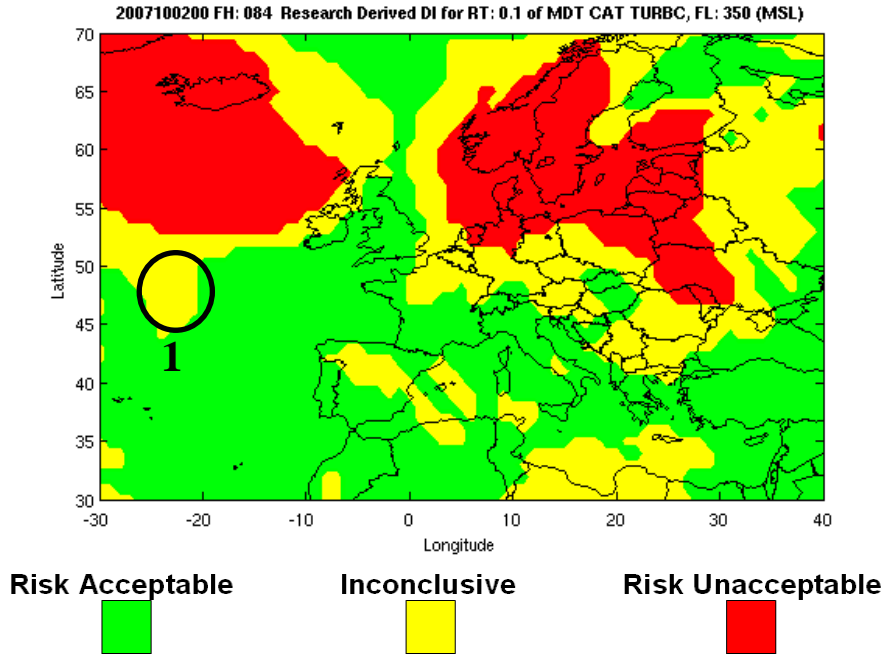 2007100200 FH: 084 Research Derived DI for RT: 0.1 of MDT CAT TURBC, FL: 350 (MSL)
70
65
60
55
50
45
40
35
30
Latitude
1
-30 -20 -10 0 10 20 30 40
Longitude
Risk Acceptable Inconclusive Risk Unacceptable